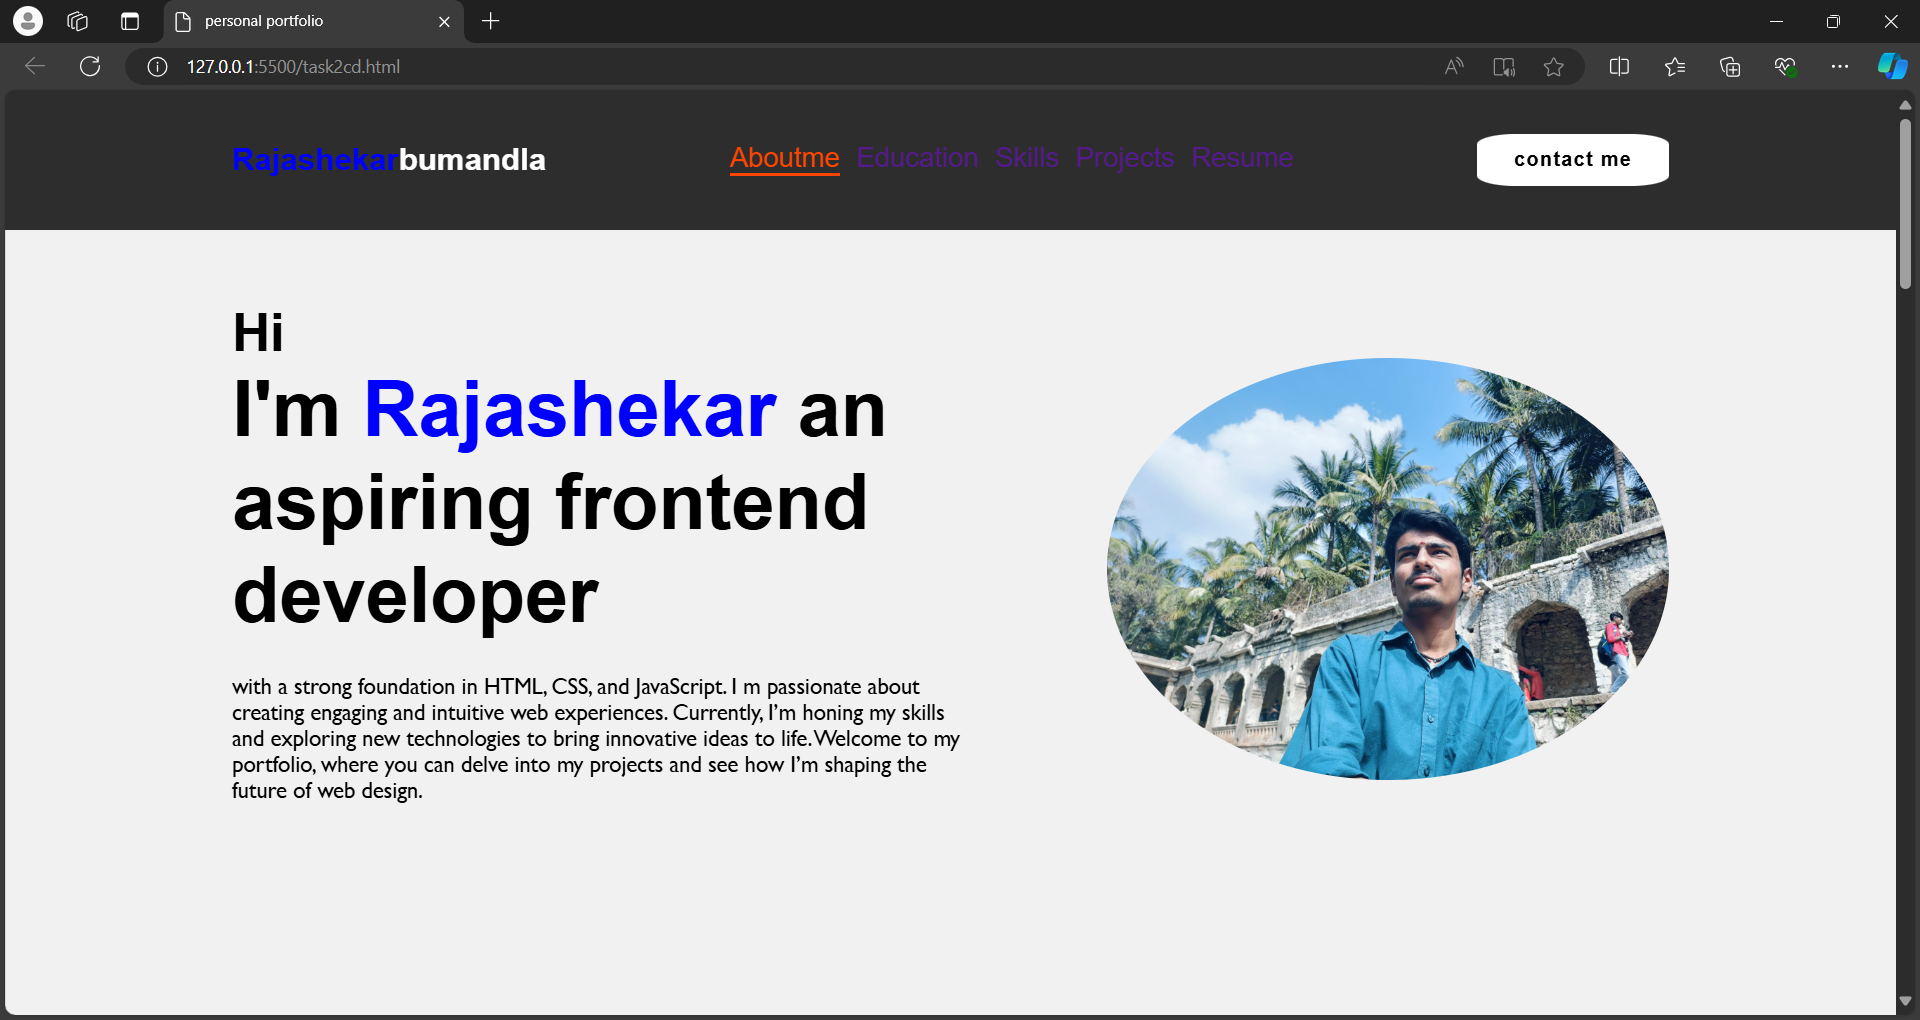 personal portfolio
127.0.0.1:5500/task2cd.html
Rajashekarbumandla
Aboutme Education Skills Projects Resume
contact me
Hi
I'm Rajashekar an
aspiring frontend
developer
with a strong foundation in HTML, CSS, and JavaScript. I m passionate about
creating engaging and intuitive web experiences. Currently, I’m honing my skills
and exploring new technologies to bring innovative ideas to life.Welcome to my
portfolio, where you can delve into my projects and see how I’m shaping the
future of web design.